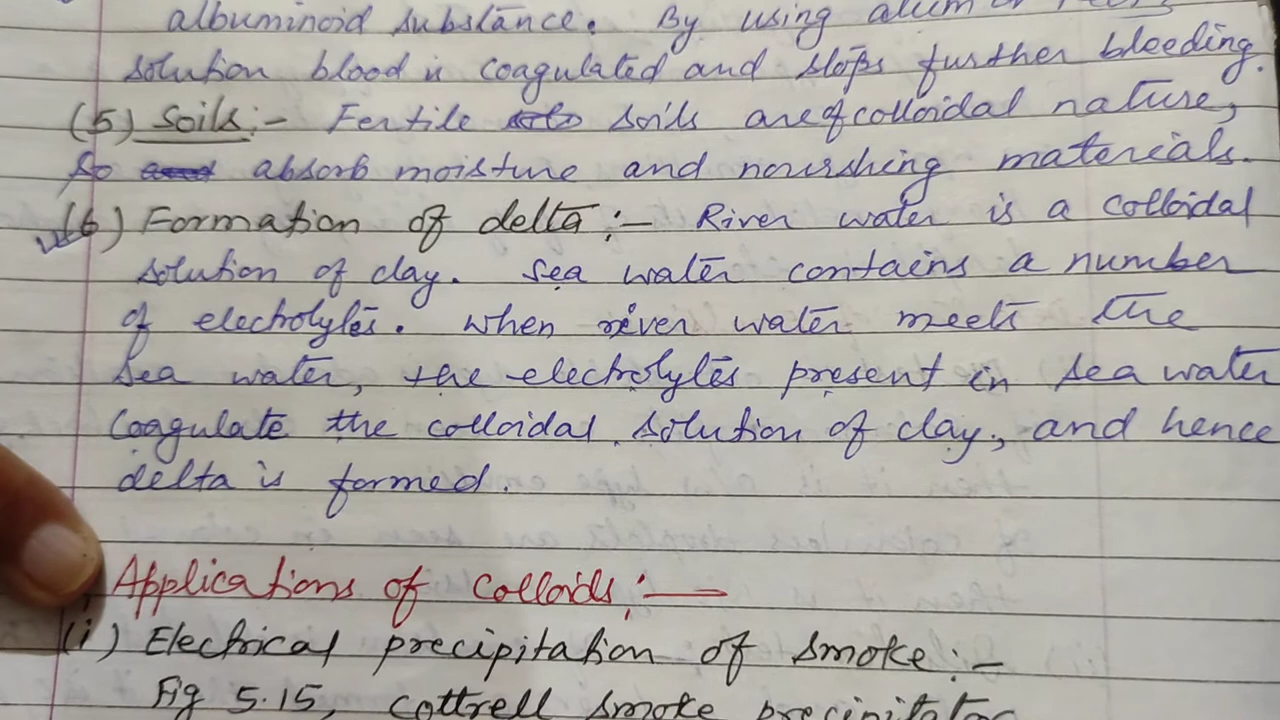 albuminoid substance. By using alum or
solution blood is coagulated and stops further bleeding.
(5) Soils:- Fertile soils are of colloidal nature,
so absorb moisture and nourshing materials.
(6) Formation of delta:- River water is a colloidal
solution of clay. Sea water contains a number
of electrolytes. When river water meets the
sea water, the electrolytes present in sea water
coagulate the colloidal solution of clay, and hence
delta is formed.
Applications of Colloids:-
(i) Electrical precipitation of smoke:-
Fig 5.15, cottrell smoke precipitator